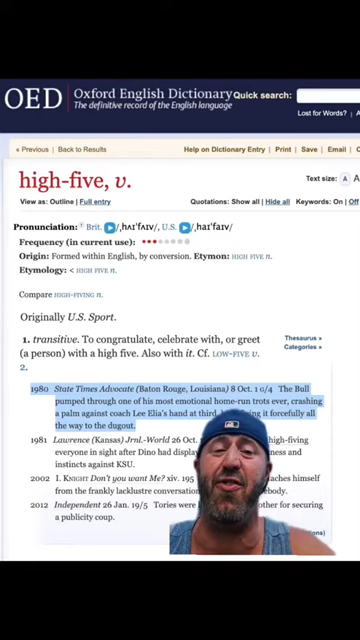 OED Oxford English Dictionary Quick search:
The definitive record of the English language
Lost for Words?
« Previous Back to Results Help on Dictionary Entry Print Save Email
high-five, v. Text size: A A
View as: Outline Full entry Quotations: Show all Hide all Keywords: On Off
Pronunciation: Brit. /ˌhʌɪˈfʌɪv/, U.S. /ˌhaɪˈfaɪv/
Frequency (in current use):
Origin: Formed within English, by conversion. Etymon: HIGH FIVE n.
Etymology: < HIGH FIVE n.
Compare HIGH-FIVING n.
Originally U.S. Sport.
1. transitive. To congratulate, celebrate with, or greet
(a person) with a high five. Also with it. Cf. LOW-FIVE v.
2.
Thesaurus »
Categories »
1980 State Times Advocate (Baton Rouge, Louisiana) 8 Oct. 1 G/4 The Bull
pumped through one of his most emotional home-run trots ever, crashing
a palm against coach Lee Elia's hand at third, it forcefully all
the way to the dugout.
1981 Lawrence (Kansas) Jrnl.-World 26 Oct. high-fiving
everyone in sight after Dino had and
instincts against KSU.
2002 I. KNIGHT Don't you want Me? xiv. 195 himself
from the frankly lacklustre conversation
2012 Independent 26 Jan. 19/5 Tories were for securing
a publicity coup.